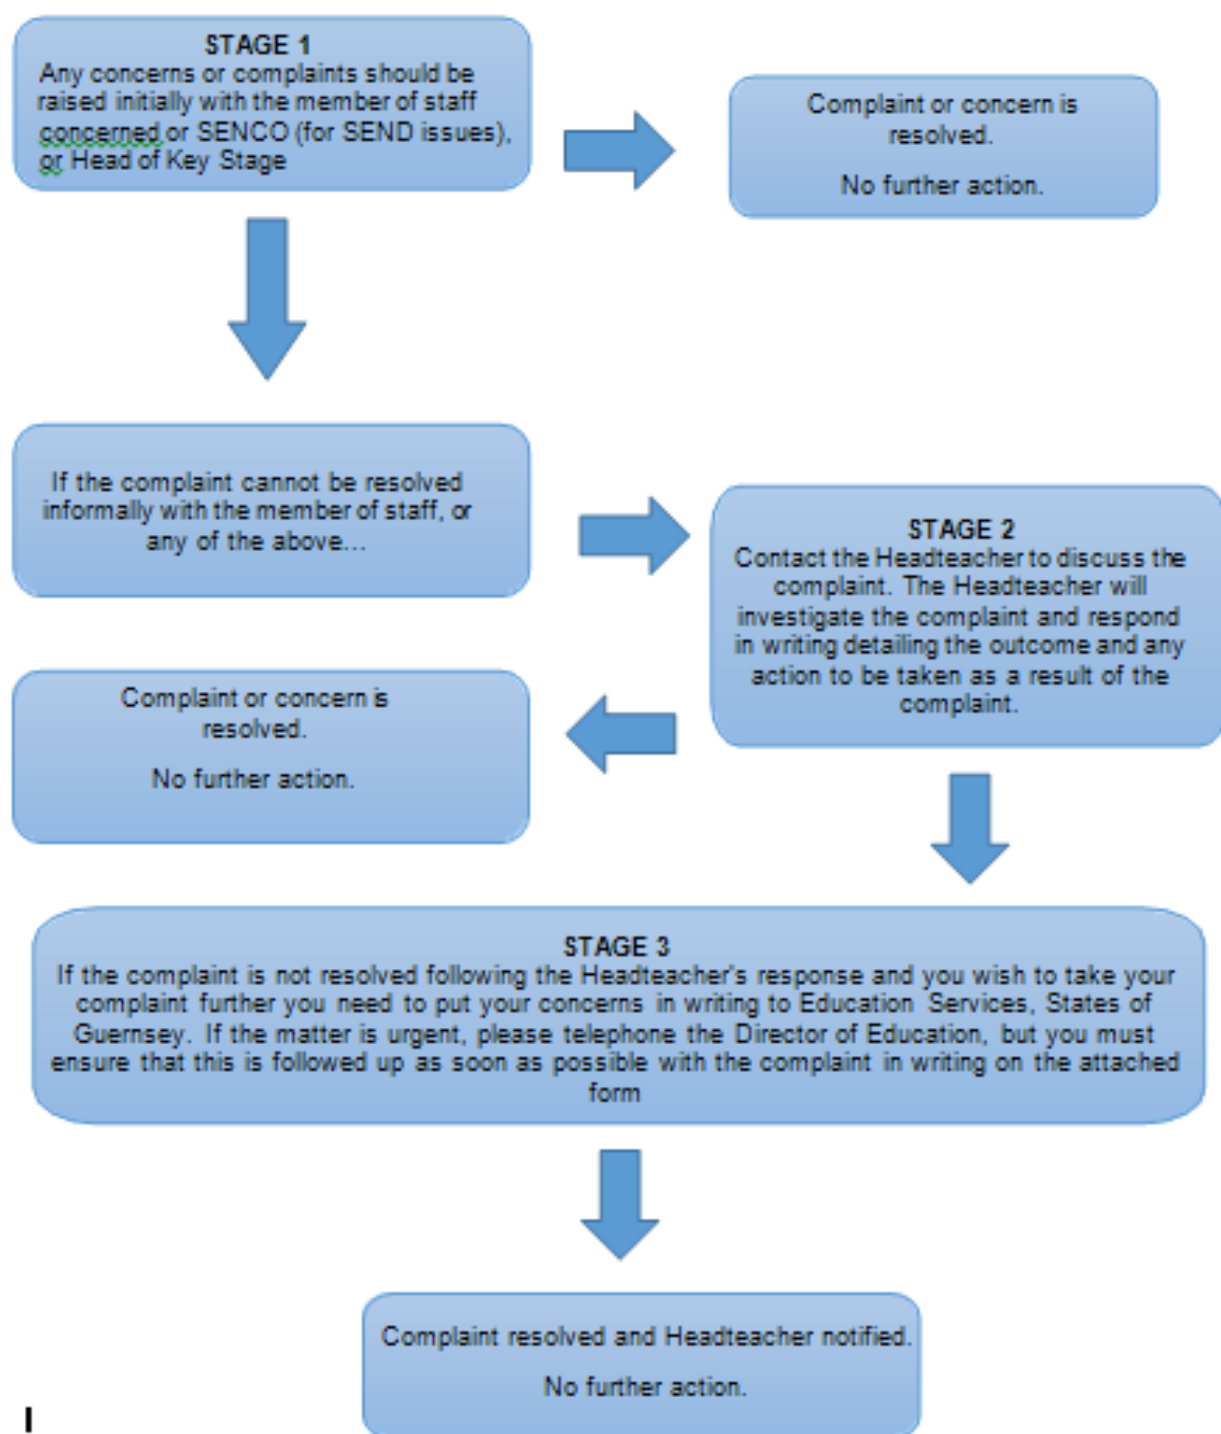 STAGE 1
Any concerns or complaints should be
raised initially with the member of staff
concerned or SENCO (for SEND issues),
or Head of Key Stage
Complaint or concern is
resolved.
No further action.
If the complaint cannot be resolved
informally with the member of staff, or
any of the above…
STAGE 2
Contact the Headteacher to discuss the
complaint. The Headteacher will
investigate the complaint and respond
in writing detailing the outcome and any
action to be taken as a result of the
complaint.
Complaint or concern is
resolved.
No further action.
STAGE 3
If the complaint is not resolved following the Headteacher's response and you wish to take your
complaint further you need to put your concerns in writing to Education Services, States of
Guernsey. If the matter is urgent, please telephone the Director of Education, but you must
ensure that this is followed up as soon as possible with the complaint in writing on the attached
form
Complaint resolved and Headteacher notified.
No further action.
I